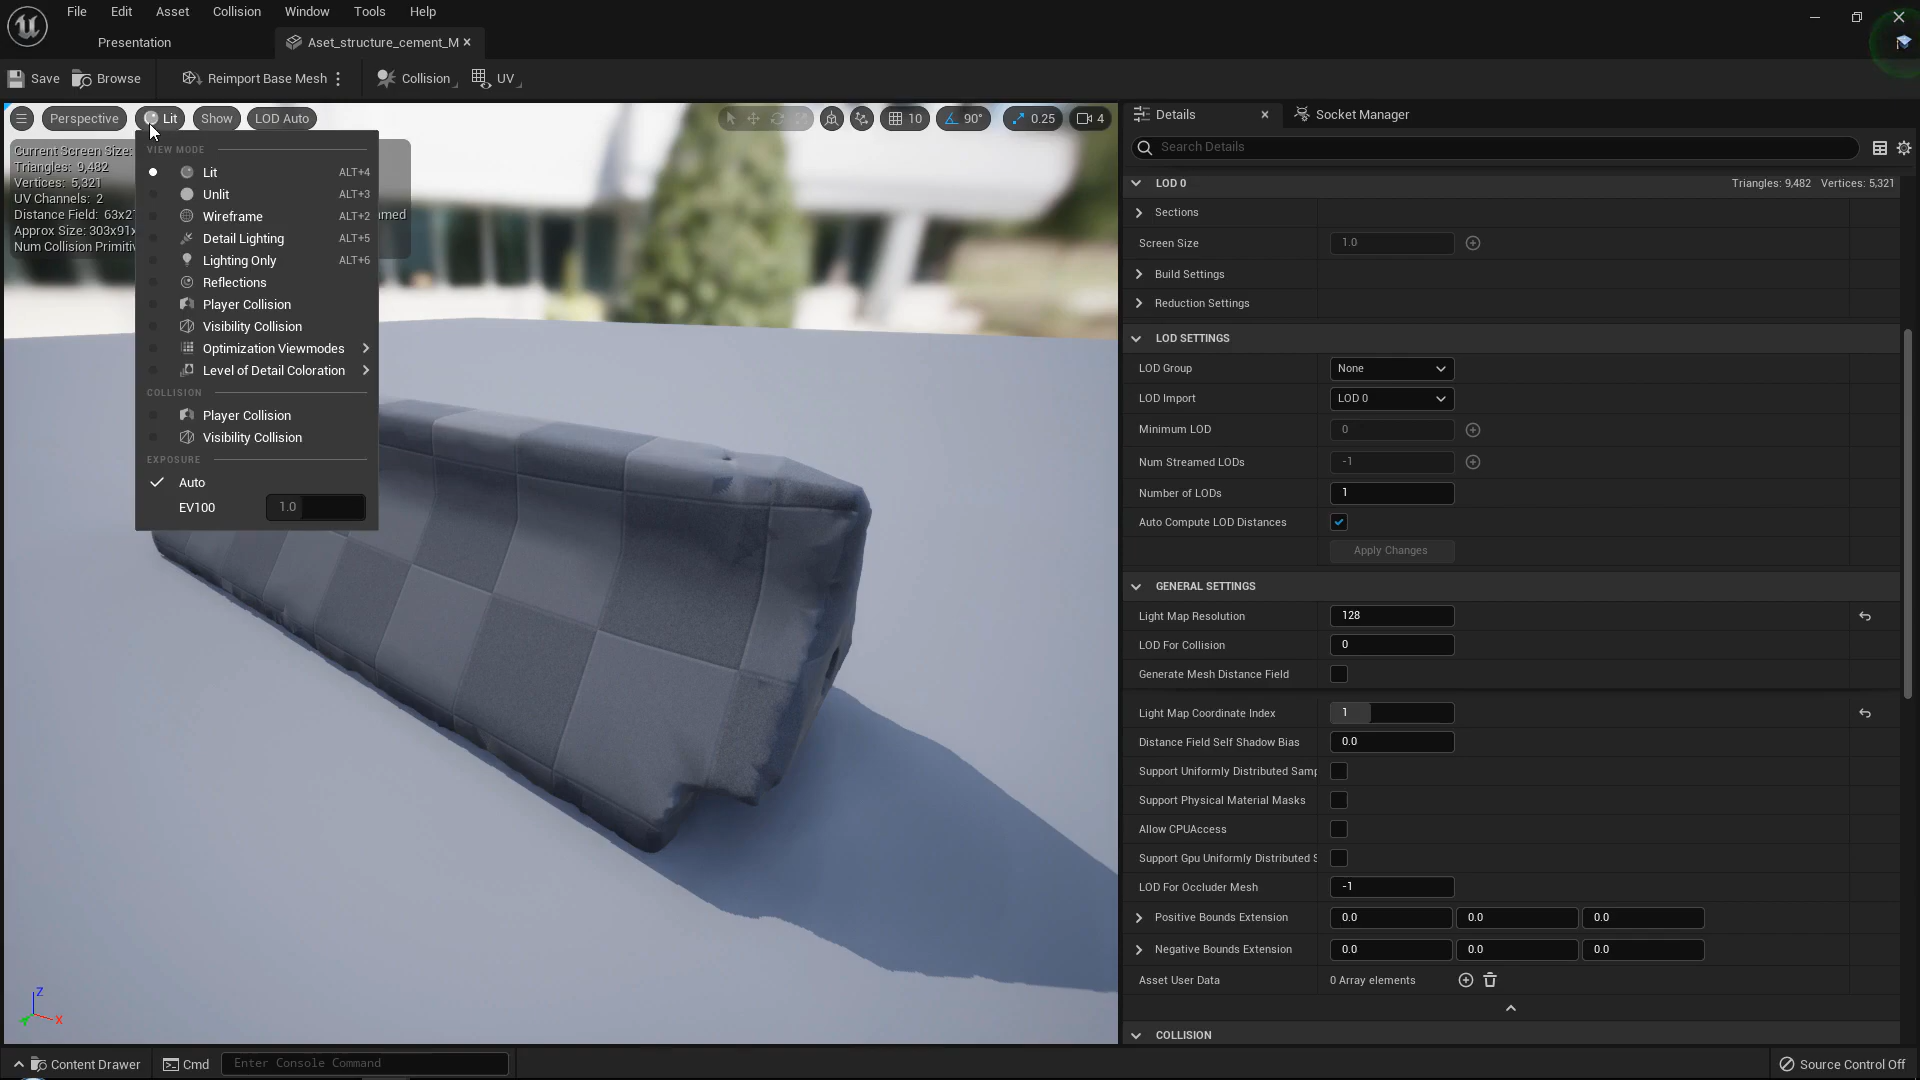 File Edit Asset Collision Window Tools Help
Presentation Aset_structure_cement_M
Save Browse Reimport Base Mesh Collision UV
Perspective Lit Show LOD Auto 10 90° 0.25 4
Current Screen Size:
Triangles: 9,482
Vertices: 5,321
UV Channels: 2
Distance Field: 63x2
Approx Size: 303x91x
Num Collision Primitiv
amed
VIEW MODE
Lit ALT+4
Unlit ALT+3
Wireframe ALT+2
Detail Lighting ALT+5
Lighting Only ALT+6
Reflections
Player Collision
Visibility Collision
Optimization Viewmodes
Level of Detail Coloration
COLLISION
Player Collision
Visibility Collision
EXPOSURE
Auto
EV100 1.0
Z
X
Details Socket Manager
Search Details
LOD 0 Triangles: 9,482 Vertices: 5,321
Sections
Screen Size 1.0
Build Settings
Reduction Settings
LOD SETTINGS
LOD Group None
LOD Import LOD 0
Minimum LOD 0
Num Streamed LODs -1
Number of LODs 1
Auto Compute LOD Distances
Apply Changes
GENERAL SETTINGS
Light Map Resolution 128
LOD For Collision 0
Generate Mesh Distance Field
Light Map Coordinate Index 1
Distance Field Self Shadow Bias 0.0
Support Uniformly Distributed Samp
Support Physical Material Masks
Allow CPUAccess
Support Gpu Uniformly Distributed S
LOD For Occluder Mesh -1
Positive Bounds Extension 0.0 0.0 0.0
Negative Bounds Extension 0.0 0.0 0.0
Asset User Data 0 Array elements
COLLISION
Content Drawer Cmd Enter Console Command Source Control Off